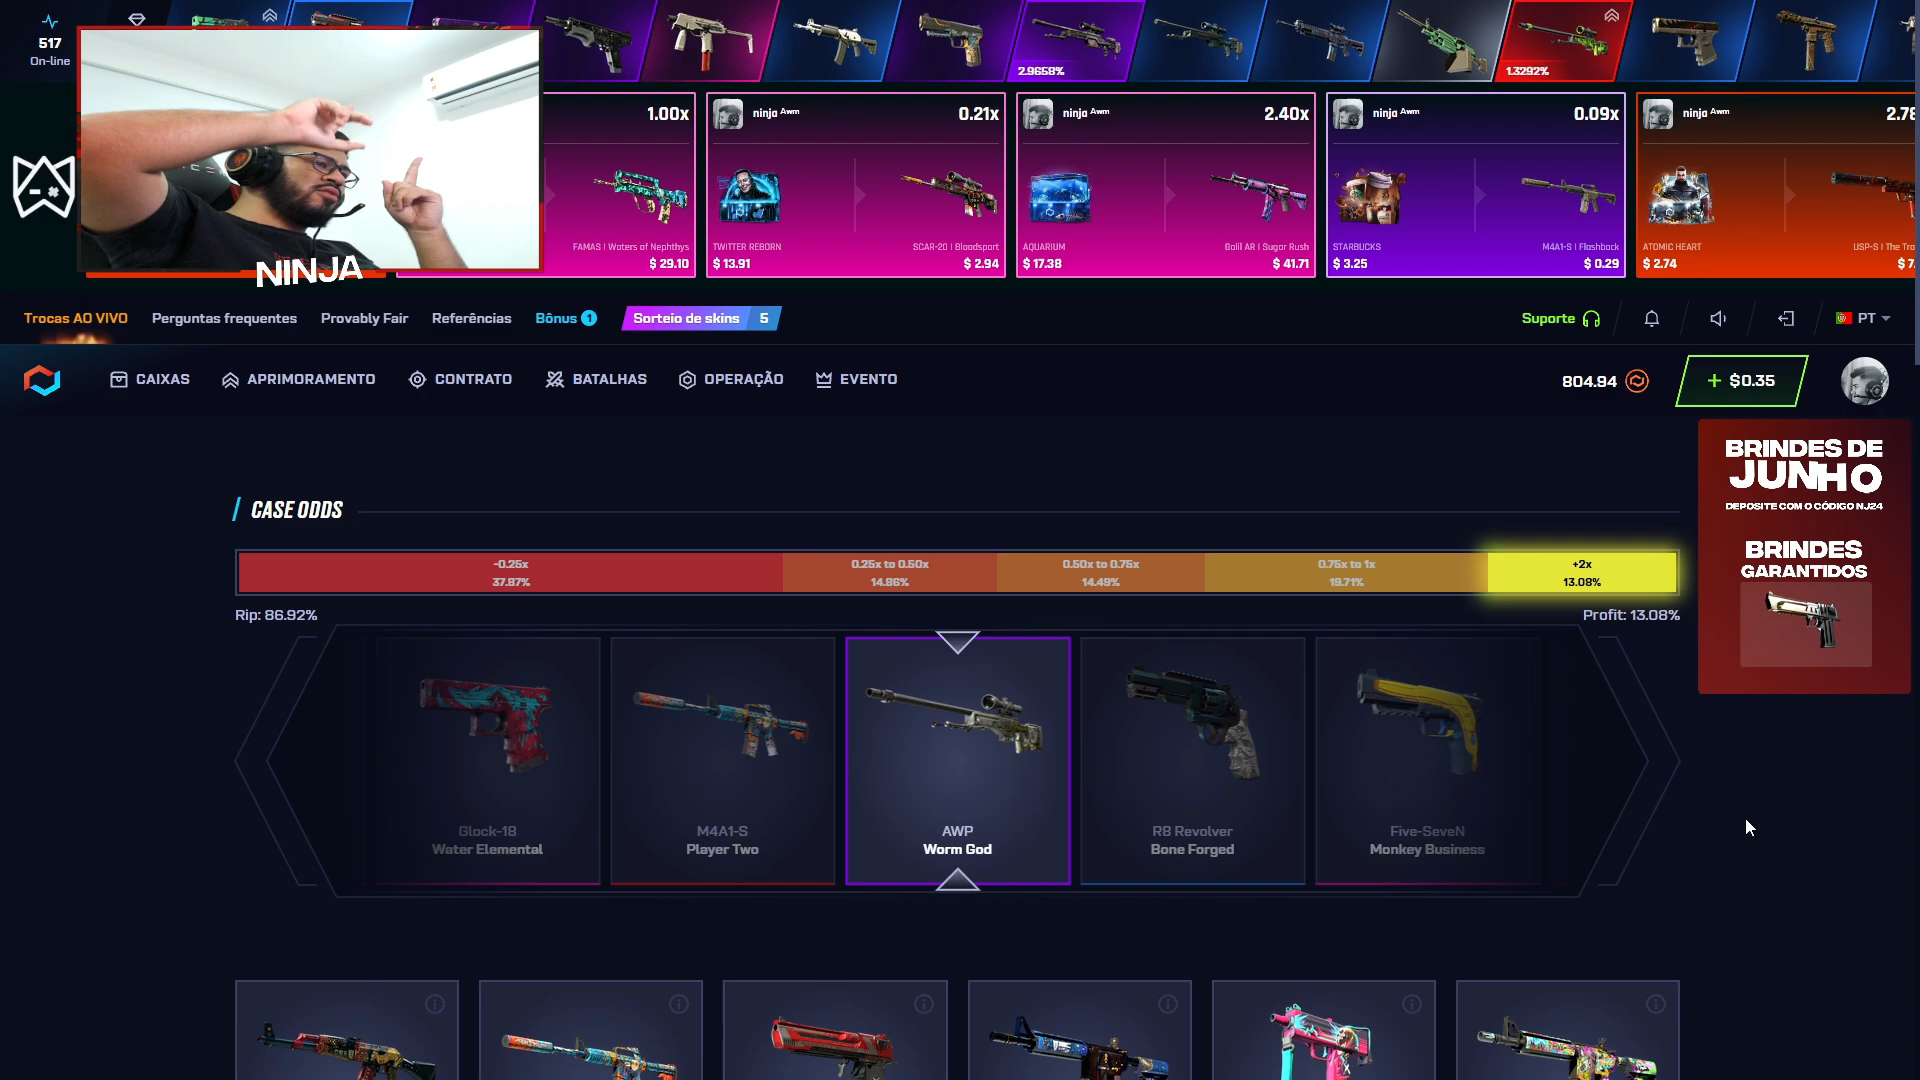 517
On-line
2.9658%
1.3292%
NINJA
1.00x
FAMAS | Waters of Nephthys
$ 29.10
ninja Awm
0.21x
TWITTER REBORN
$ 13.91
SCAR-20 | Bloodsport
$ 2.94
ninja Awm
2.40x
AQUARIUM
$ 17.38
Galil AR | Sugar Rush
$ 41.71
ninja Awm
0.09x
STARBUCKS
$ 3.25
M4A1-S | Flashback
$ 0.29
ninja Awm
2.78
ATOMIC HEART
$ 2.74
USP-S | The Tra
$ 7.
Trocas AO VIVO
Perguntas frequentes
Provably Fair
Referências
Bônus 1
Sorteio de skins 5
Suporte
PT
CAIXAS
APRIMORAMENTO
CONTRATO
BATALHAS
OPERAÇÃO
EVENTO
804.94
+ $0.35
BRINDES DE
JUNHO
DEPOSITE COM O CÓDIGO NJ24
BRINDES
GARANTIDOS
CASE ODDS
-0.25x
37.87%
0.25x to 0.50x
14.86%
0.50x to 0.75x
14.49%
0.75x to 1x
19.71%
+2x
13.08%
Rip: 86.92%
Profit: 13.08%
Glock-18
Water Elemental
M4A1-S
Player Two
AWP
Worm God
R8 Revolver
Bone Forged
Five-SeveN
Monkey Business